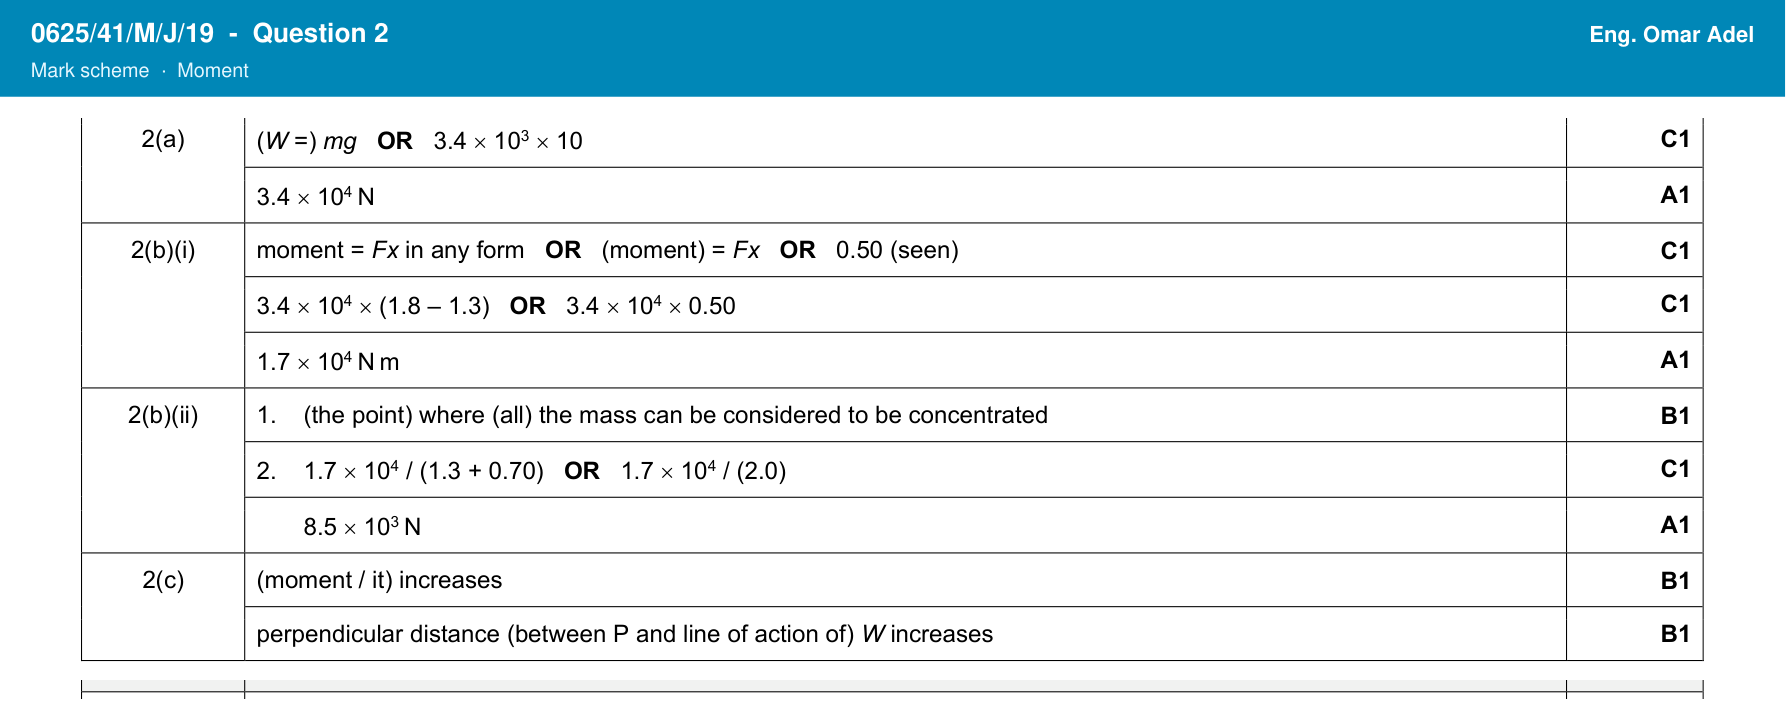 0625/41/M/J/19 - Question 2
Eng. Omar Adel
Mark scheme · Moment
2(a) (W =) mg OR 3.4 × 10³ × 10 C1
3.4 × 10⁴ N A1
2(b)(i) moment = Fx in any form OR (moment) = Fx OR 0.50 (seen) C1
3.4 × 10⁴ × (1.8 – 1.3) OR 3.4 × 10⁴ × 0.50 C1
1.7 × 10⁴ N m A1
2(b)(ii) 1. (the point) where (all) the mass can be considered to be concentrated B1
2. 1.7 × 10⁴ / (1.3 + 0.70) OR 1.7 × 10⁴ / (2.0) C1
8.5 × 10³ N A1
2(c) (moment / it) increases B1
perpendicular distance (between P and line of action of) W increases B1